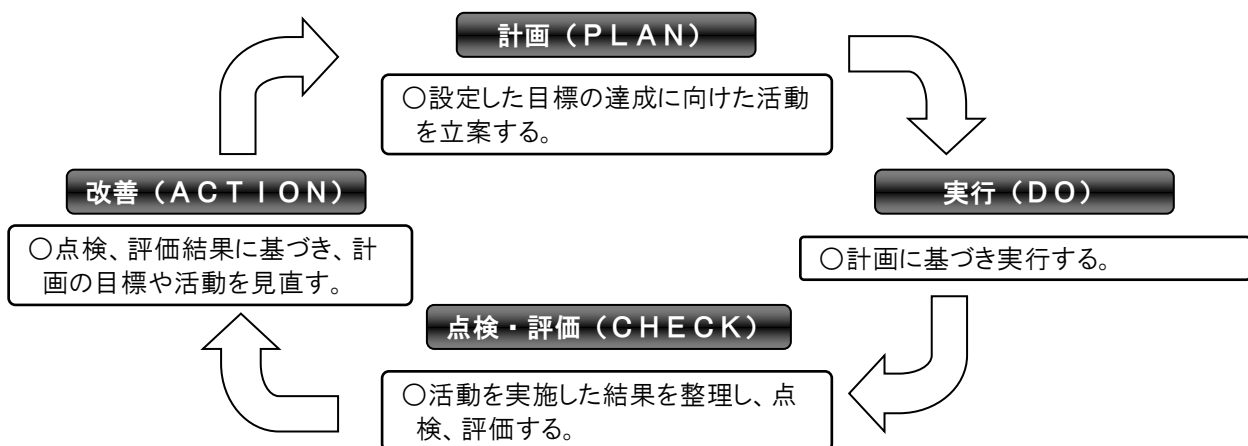 計画（ＰＬＡＮ）
○設定した目標の達成に向けた活動
を立案する。
改善（ＡＣＴＩＯＮ）
○点検、評価結果に基づき、計
画の目標や活動を見直す。
実行（ＤＯ）
○計画に基づき実行する。
点検・評価（ＣＨＥＣＫ）
○活動を実施した結果を整理し、点
検、評価する。